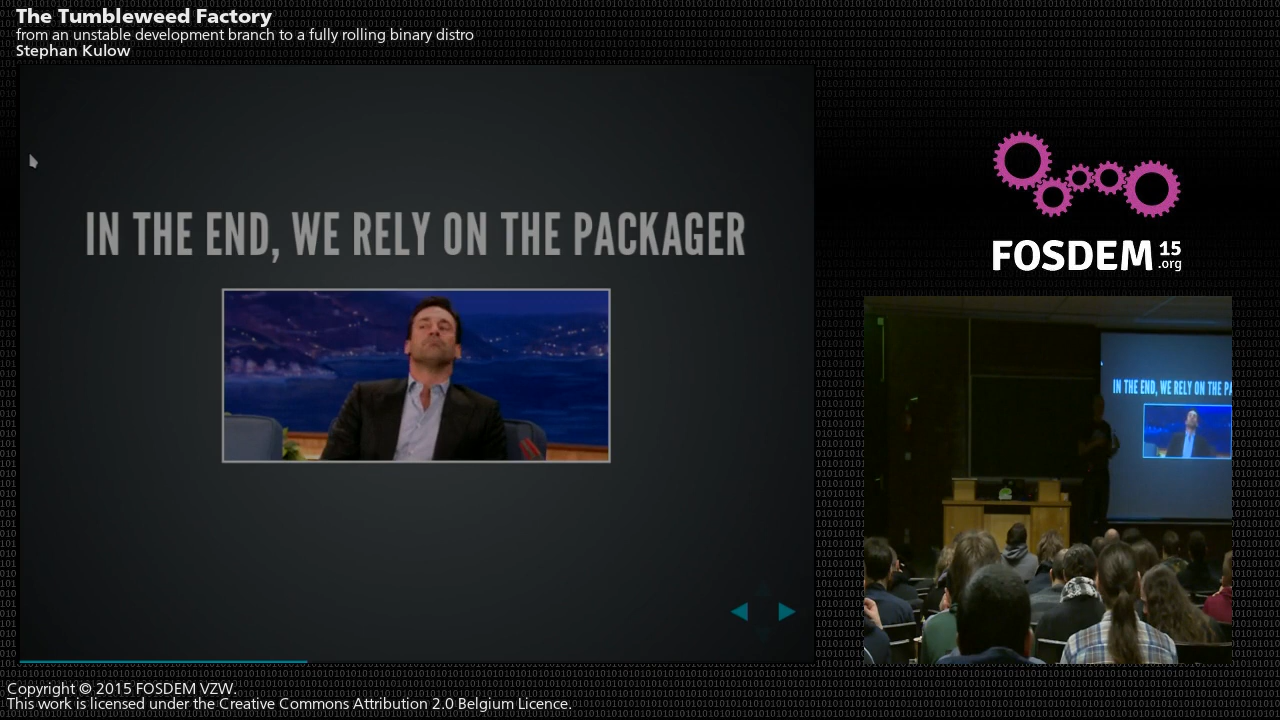 The Tumbleweed Factory
from an unstable development branch to a fully rolling binary distro
Stephan Kulow
IN THE END, WE RELY ON THE PACKAGER
FOSDEM 15
.org
IN THE END, WE RELY ON THE PA
Copyright © 2015 FOSDEM VZW.
This work is licensed under the Creative Commons Attribution 2.0 Belgium Licence.